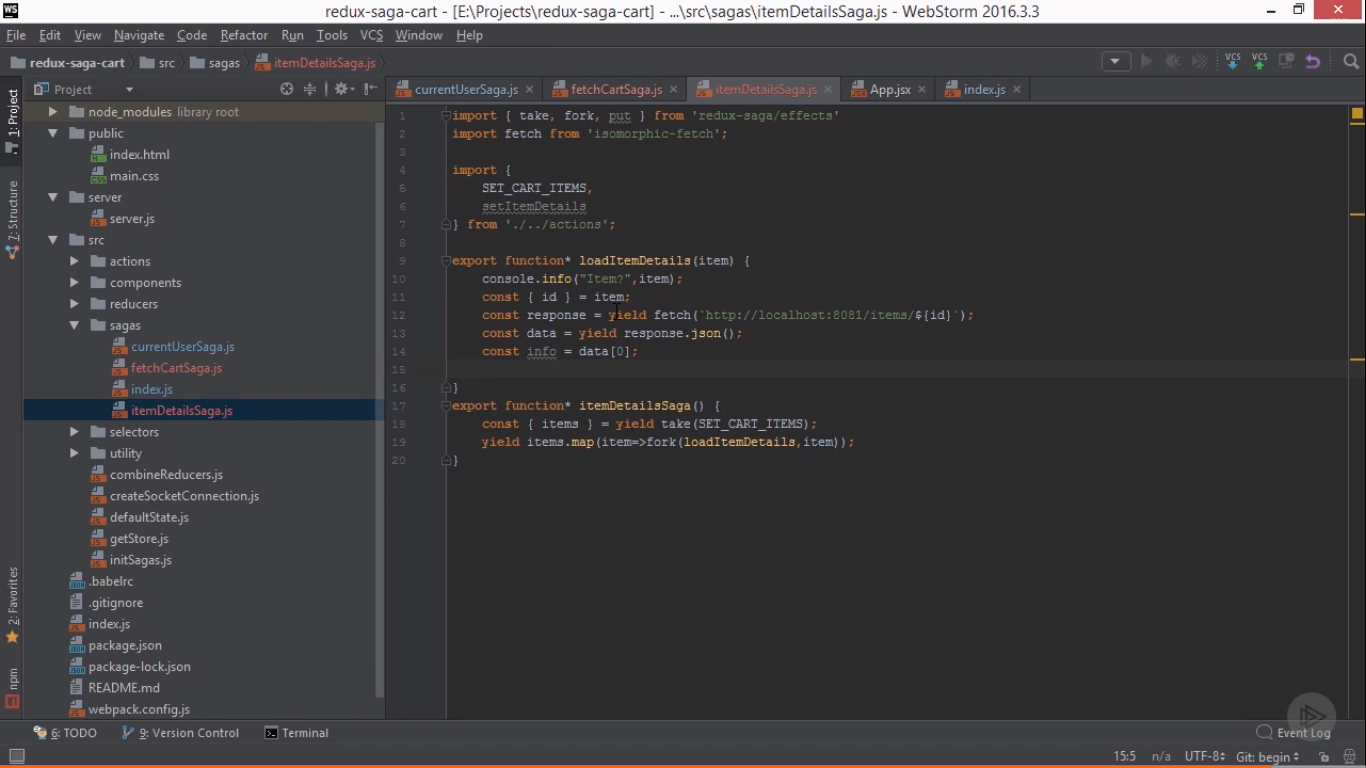 WS
redux-saga-cart - [E:\Projects\redux-saga-cart] - ...\src\sagas\itemDetailsSaga.js - WebStorm 2016.3.3
File Edit View Navigate Code Refactor Run Tools VCS Window Help
redux-saga-cart src sagas itemDetailsSaga.js
VCS VCS
Project
currentUserSaga.js fetchCartSaga.js itemDetailsSaga.js App.jsx index.js
1: Project
7: Structure
2: Favorites
npm
node_modules library root
public
index.html
main.css
server
server.js
src
actions
components
reducers
sagas
currentUserSaga.js
fetchCartSaga.js
index.js
itemDetailsSaga.js
selectors
utility
combineReducers.js
createSocketConnection.js
defaultState.js
getStore.js
initSagas.js
.babelrc
.gitignore
index.js
package.json
package-lock.json
README.md
webpack.config.js
1 import { take, fork, put } from 'redux-saga/effects'
2 import fetch from 'isomorphic-fetch';
3
4 import {
5 SET_CART_ITEMS,
6 setItemDetails
7 } from './../actions';
8
9 export function* loadItemDetails(item) {
10 console.info("Item?",item);
11 const { id } = item;
12 const response = yield fetch(`http://localhost:8081/items/${id}`);
13 const data = yield response.json();
14 const info = data[0];
15
16 }
17 export function* itemDetailsSaga() {
18 const { items } = yield take(SET_CART_ITEMS);
19 yield items.map(item=>fork(loadItemDetails,item));
20 }
6: TODO 9: Version Control Terminal Event Log
15:5 n/a UTF-8 Git: begin